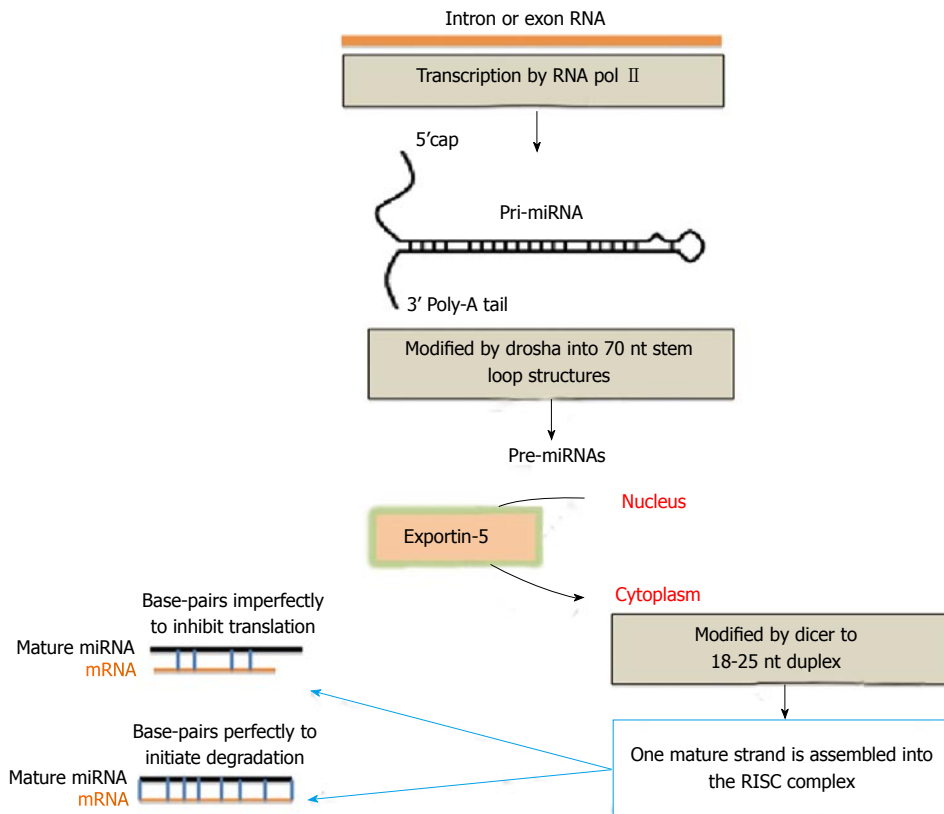 Intron or exon RNA
Transcription by RNA pol Ⅱ
5’cap
Pri-miRNA
3’ Poly-A tail
Modified by drosha into 70 nt stem
loop structures
Pre-miRNAs
Nucleus
Exportin-5
Cytoplasm
Modified by dicer to
18-25 nt duplex
One mature strand is assembled into
the RISC complex
Base-pairs imperfectly
to inhibit translation
Mature miRNA
mRNA
Base-pairs perfectly to
initiate degradation
Mature miRNA
mRNA